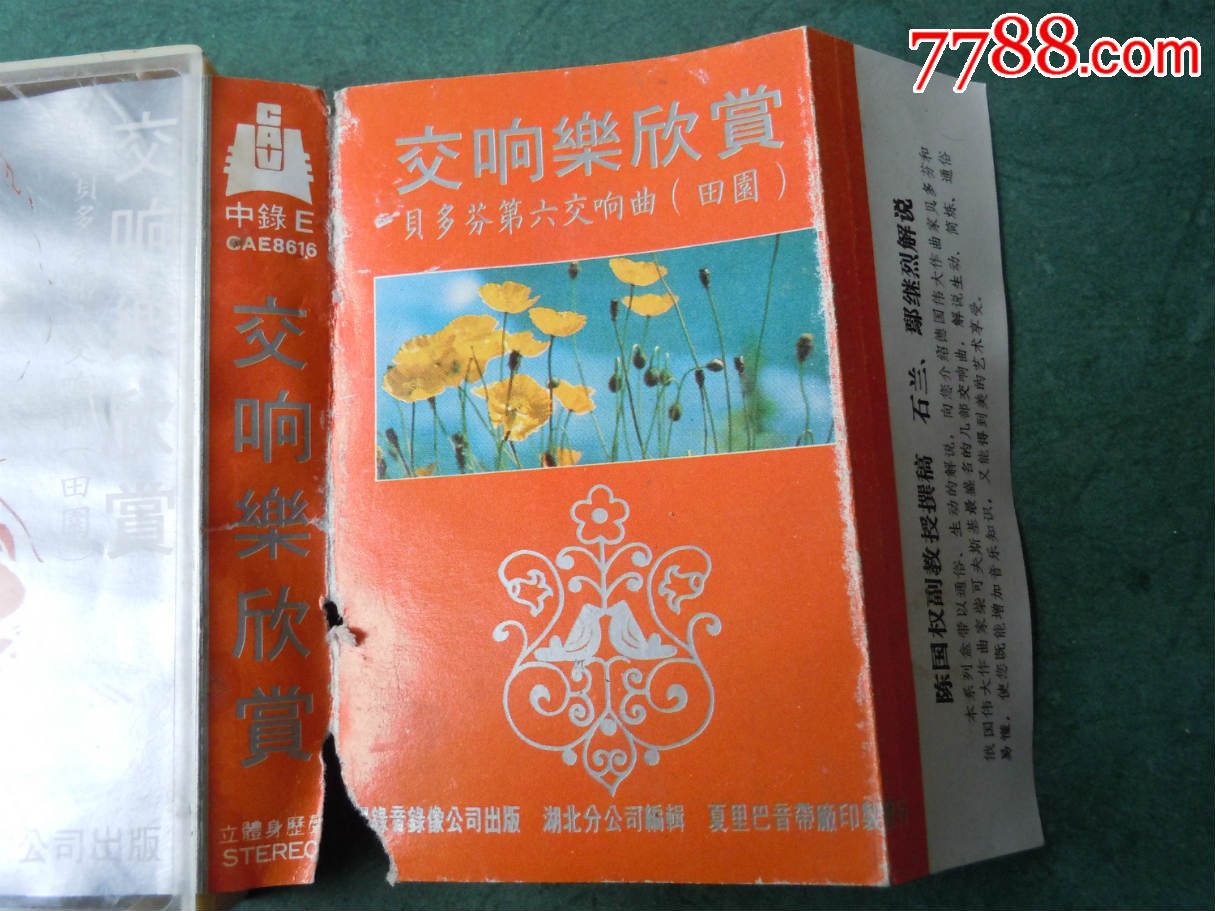 7788.com
CAV
中錄E
CAE8616
交响樂欣賞
立體身歷聲
STEREO
交响樂欣賞
貝多芬第六交响曲(田園)
錄音錄像公司出版 湖北分公司編輯 夏里巴音帶廠印製
陈国权副教授撰稿 石兰、鄢继烈解说
本系列愈带以通俗、生动的解说,向您介绍德国伟大作曲家贝多芬和
俄国伟大作曲家柴可夫斯基最盛名的几部交响曲,解说生动、简炼、通俗
易懂,使您既能增加音乐知识,又能得到美的艺术享受。
交响樂欣賞
貝多
田園)
公司出版